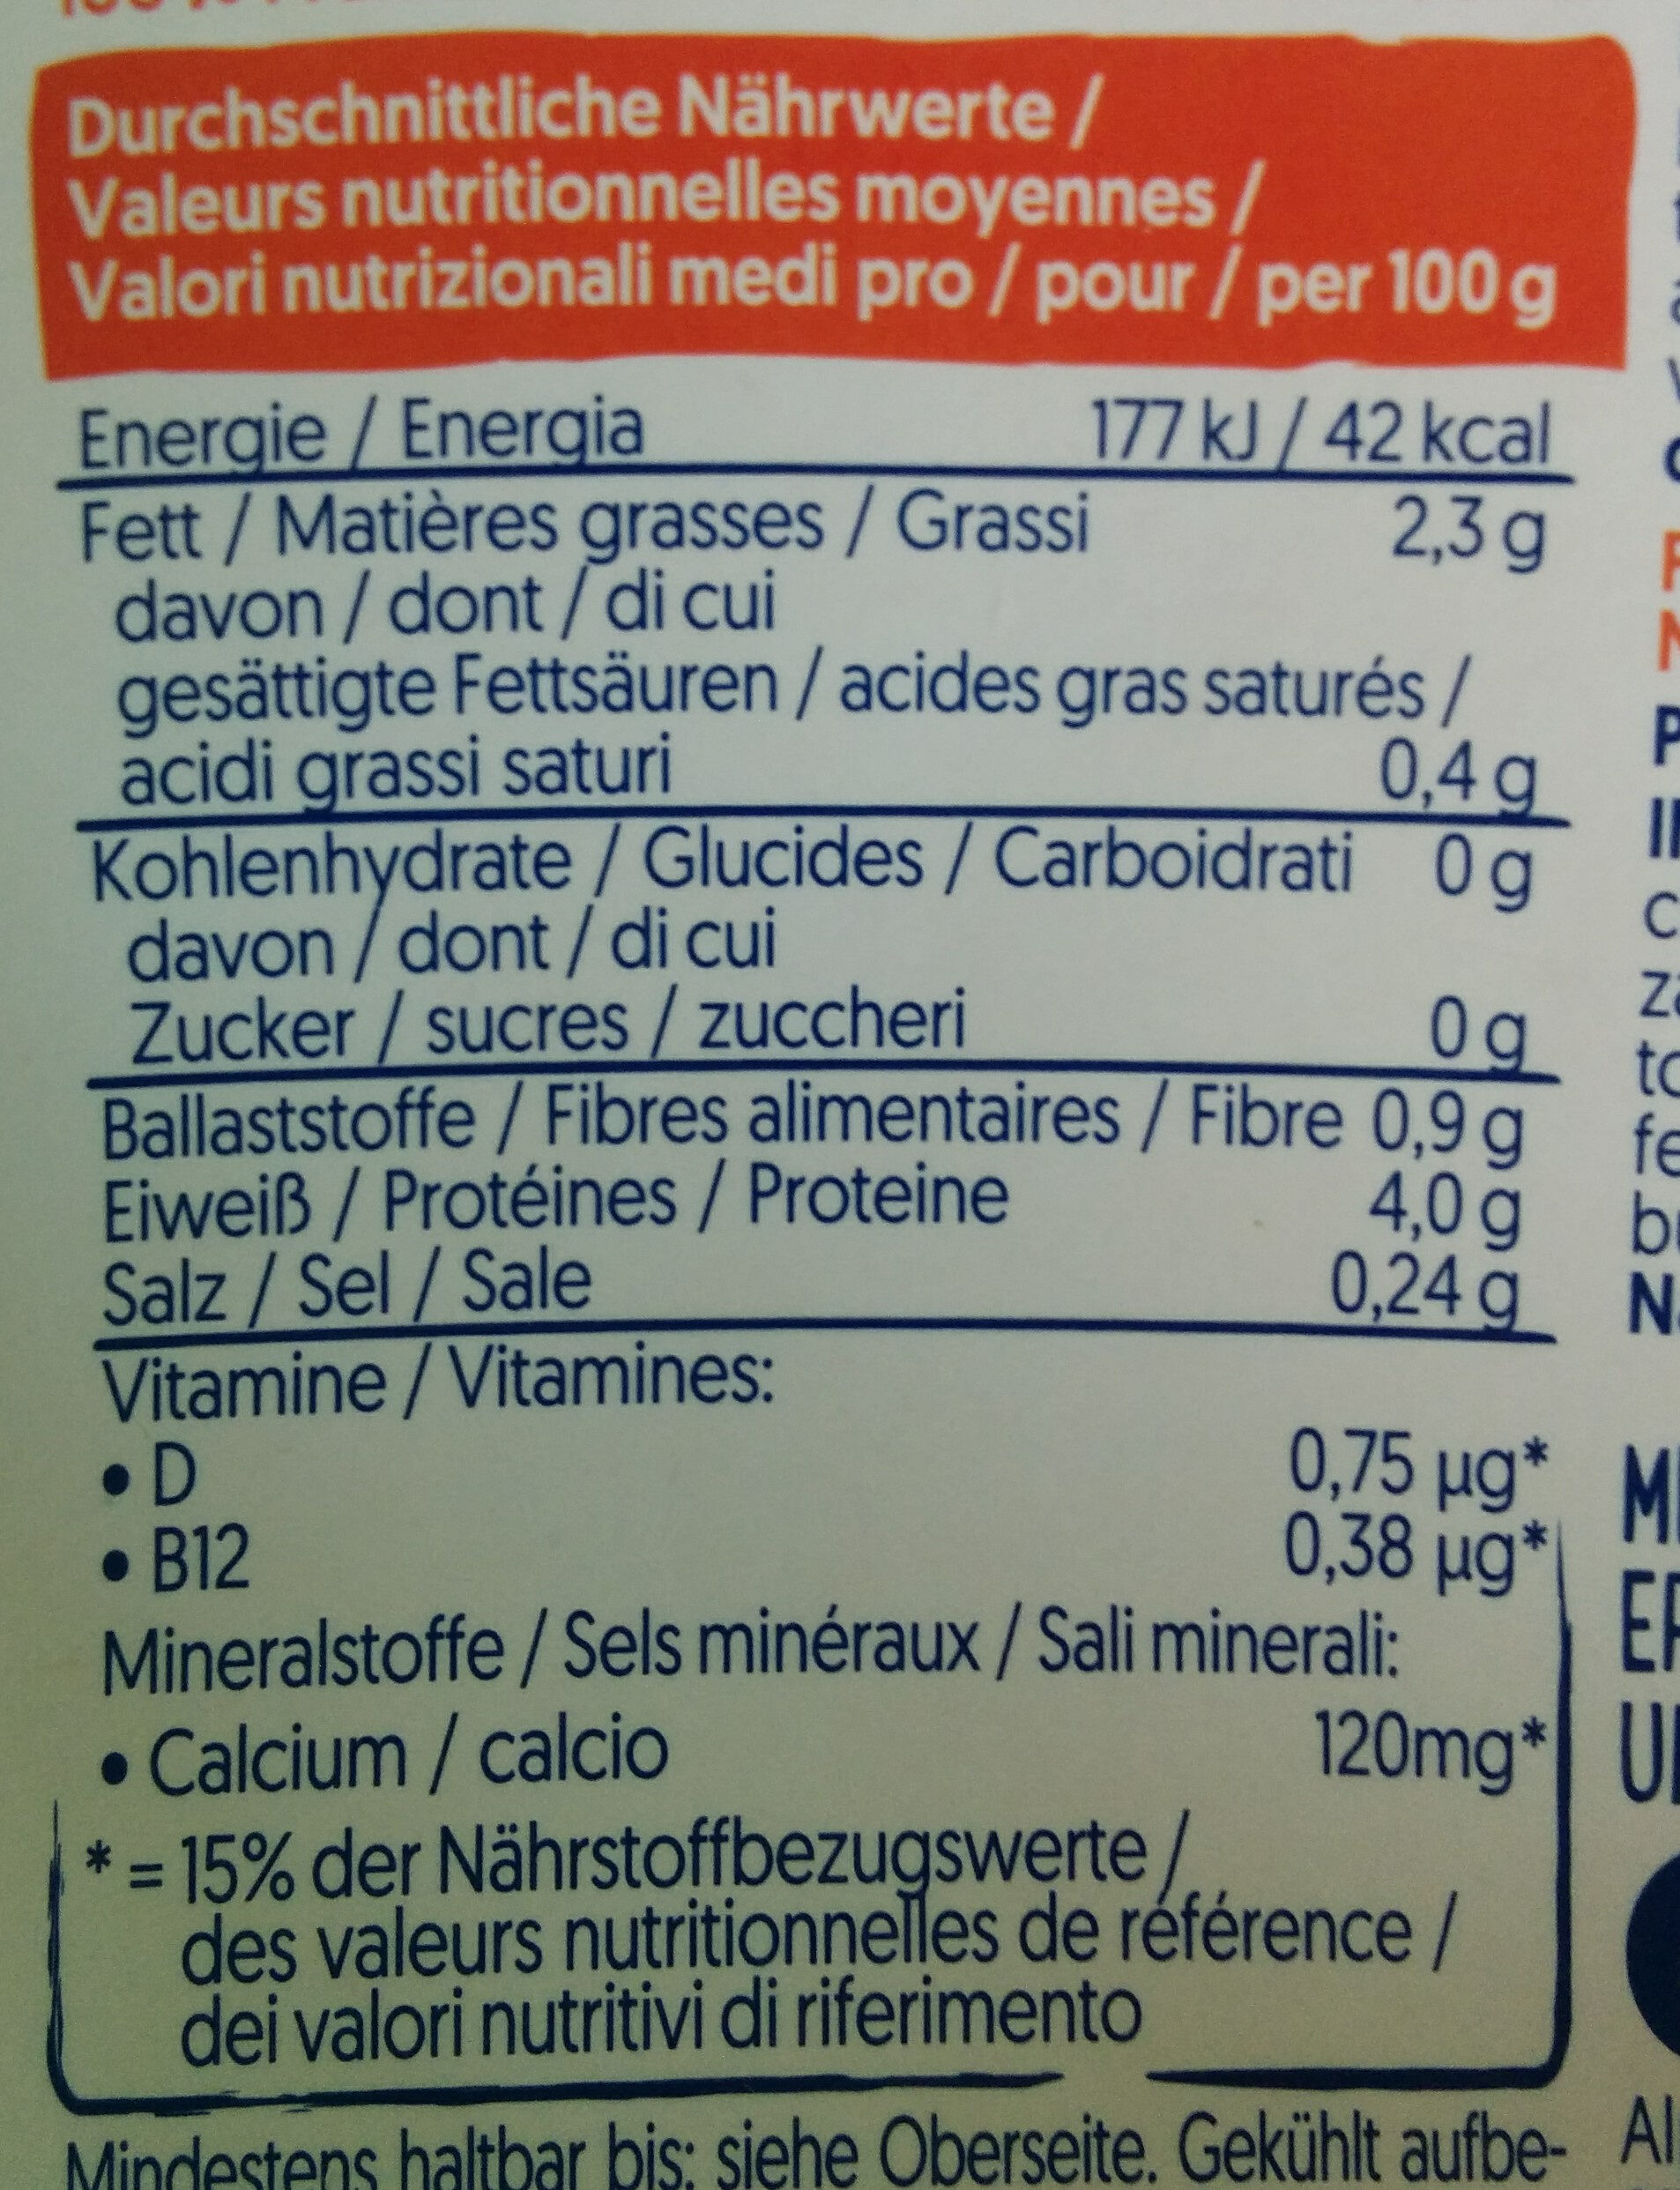 Durchschnittliche Nährwerte /
Valeurs nutritionnelles moyennes /
Valori nutrizionali medi pro / pour / per 100 g
Energie / Energia 177 kJ / 42 kcal
Fett / Matières grasses / Grassi 2,3 g
davon / dont / di cui
gesättigte Fettsäuren / acides gras saturés /
acidi grassi saturi 0,4 g
Kohlenhydrate / Glucides / Carboidrati 0 g
davon / dont / di cui
Zucker / sucres / zuccheri 0 g
Ballaststoffe / Fibres alimentaires / Fibre 0,9 g
Eiweiß / Protéines / Proteine 4,0 g
Salz / Sel / Sale 0,24 g
Vitamine / Vitamines:
• D 0,75 µg*
• B12 0,38 µg*
Mineralstoffe / Sels minéraux / Sali minerali:
• Calcium / calcio 120mg*
* = 15% der Nährstoffbezugswerte /
des valeurs nutritionnelles de référence /
dei valori nutritivi di riferimento
Mindestens haltbar bis: siehe Oberseite. Gekühlt aufbe-